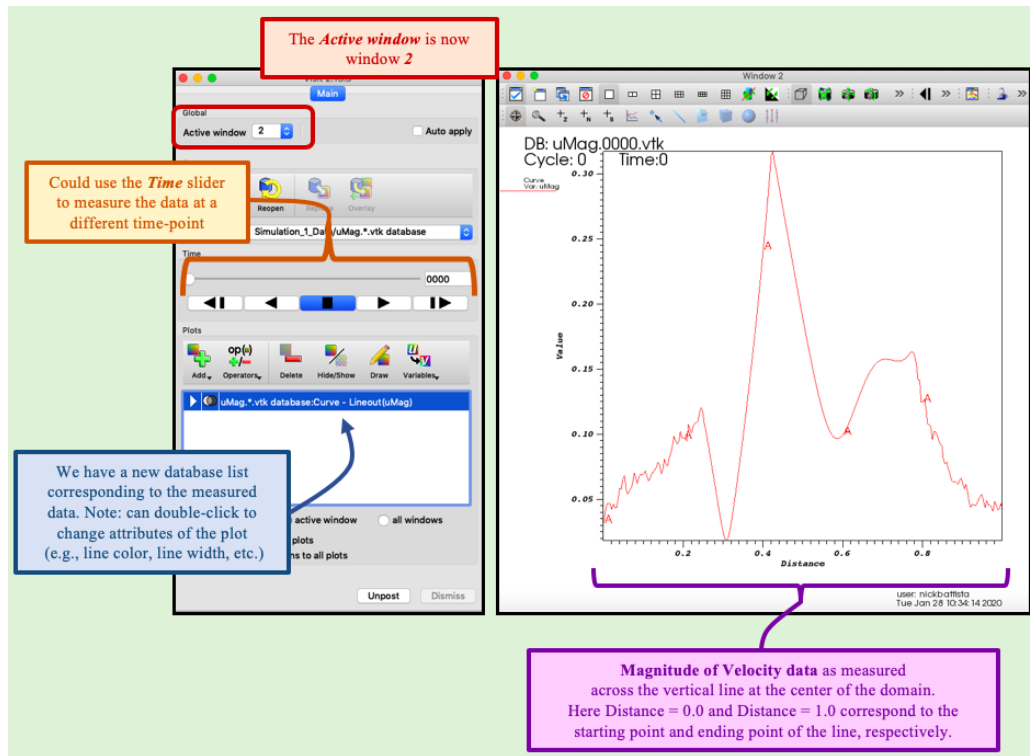 The Active window is now
window 2
Main
Global
Active window 2
Auto apply
Could use the Time slider
to measure the data at a
different time-point
Reopen
Replace
Overlay
Simulation_1_Data/uMag.*.vtk database
Time
0000
Plots
Add
op(=)
+/-
Operators
Delete
Hide/Show
Draw
Variables
uMag.*.vtk database:Curve - Lineout(uMag)
We have a new database list
corresponding to the measured
data. Note: can double-click to
change attributes of the plot
(e.g., line color, line width, etc.)
active window
all windows
plots
to all plots
Unpost
Dismiss
Window 2
DB: uMag.0000.vtk
Cycle: 0 Time:0
Curve
Var: uMag
0.30
0.25
0.20
0.15
0.10
0.05
Value
A
A
A
A
A
0.2
0.4
0.6
0.8
Distance
user: nickbattista
Tue Jan 28 10:34:14 2020
Magnitude of Velocity data as measured
across the vertical line at the center of the domain.
Here Distance = 0.0 and Distance = 1.0 correspond to the
starting point and ending point of the line, respectively.